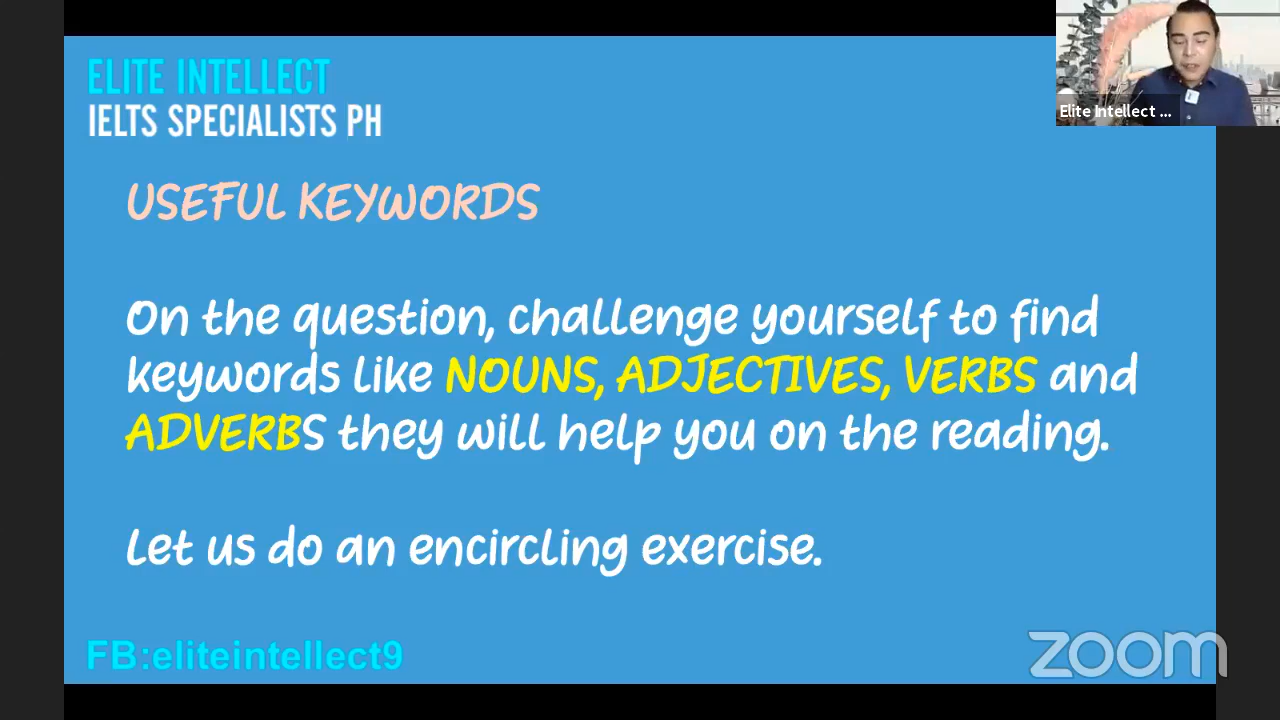 ELITE INTELLECT
IELTS SPECIALISTS PH
Elite Intellect ...
USEFUL KEYWORDS
On the question, challenge yourself to find
keywords like NOUNS, ADJECTIVES, VERBS and
ADVERBS they will help you on the reading.
Let us do an encircling exercise.
FB:eliteintellect9
zoom